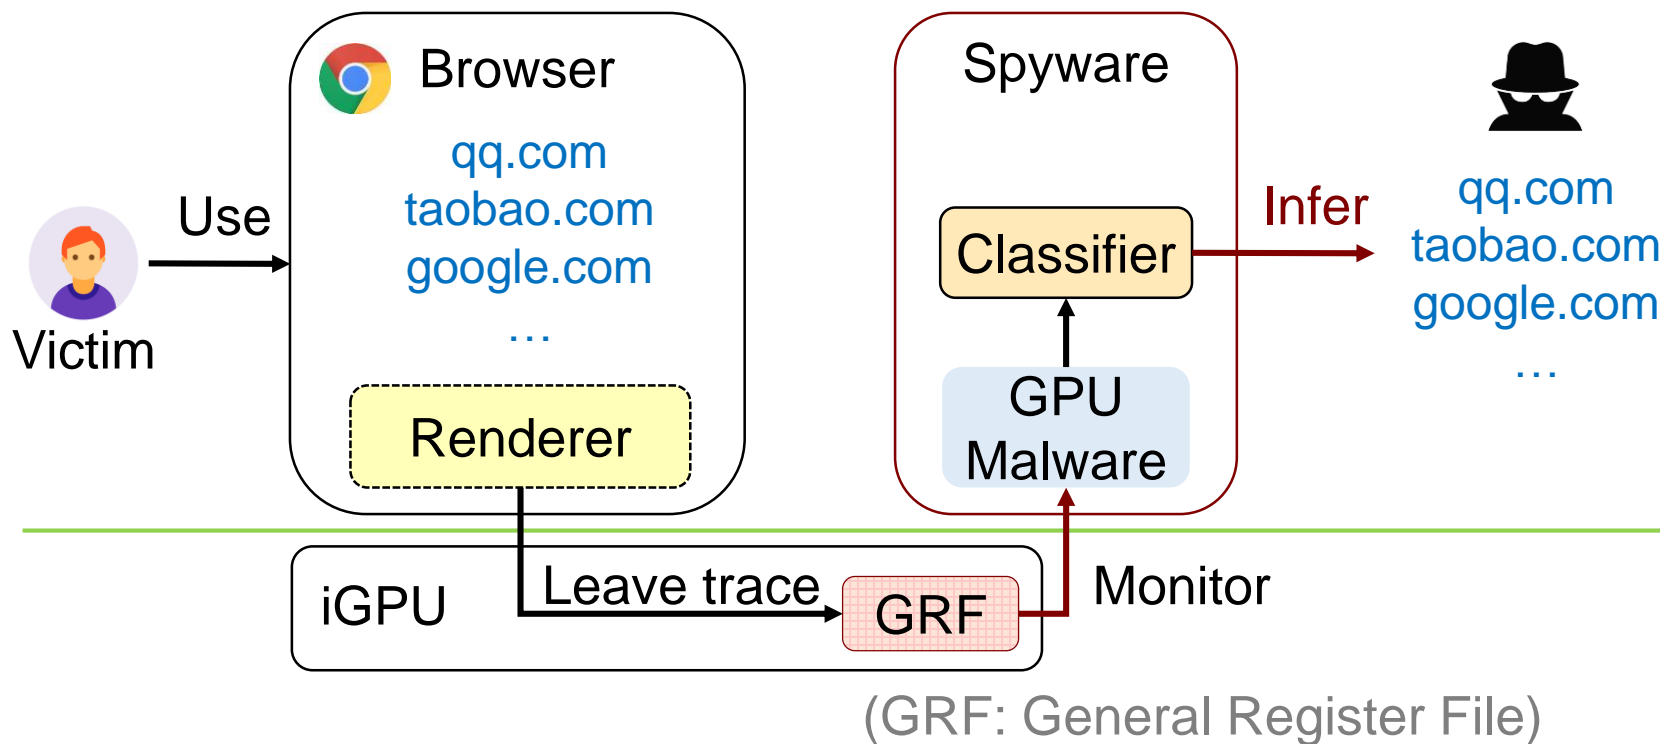 Victim
Use
Browser
qq.com
taobao.com
google.com
...
Renderer
Spyware
Classifier
GPU
Malware
Infer
qq.com
taobao.com
google.com
...
iGPU
Leave trace
GRF
Monitor
(GRF: General Register File)